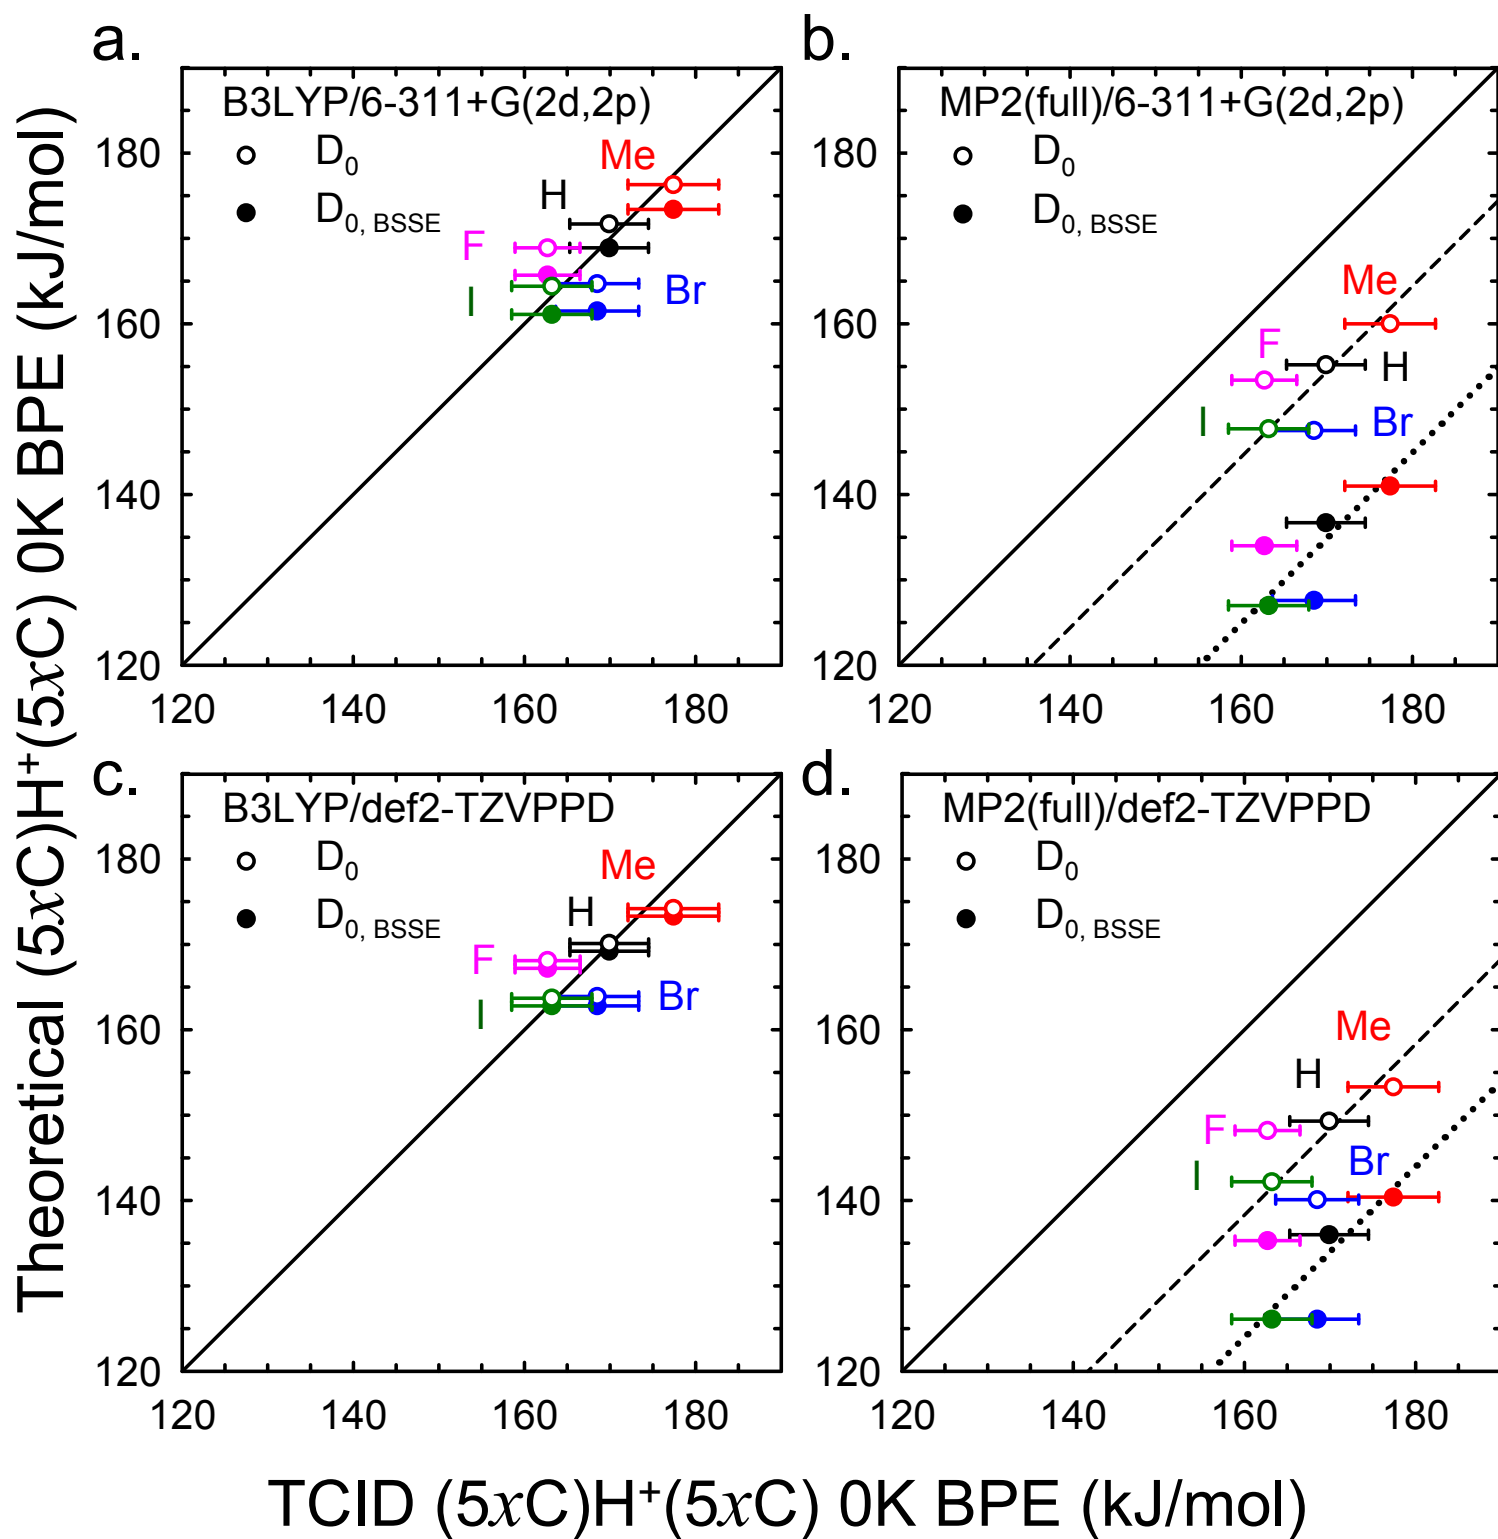 a.
B3LYP/6-311+G(2d,2p)
D0
D0, BSSE
Me
H
F
I
Br
180
160
140
120
120 140 160 180
b.
MP2(full)/6-311+G(2d,2p)
D0
D0, BSSE
Me
F
H
I
Br
180
160
140
120
120 140 160 180
c.
B3LYP/def2-TZVPPD
D0
D0, BSSE
Me
H
F
I
Br
180
160
140
120
120 140 160 180
d.
MP2(full)/def2-TZVPPD
D0
D0, BSSE
Me
H
F
I
Br
180
160
140
120
120 140 160 180
Theoretical (5xC)H⁺(5xC) 0K BPE (kJ/mol)
TCID (5xC)H⁺(5xC) 0K BPE (kJ/mol)